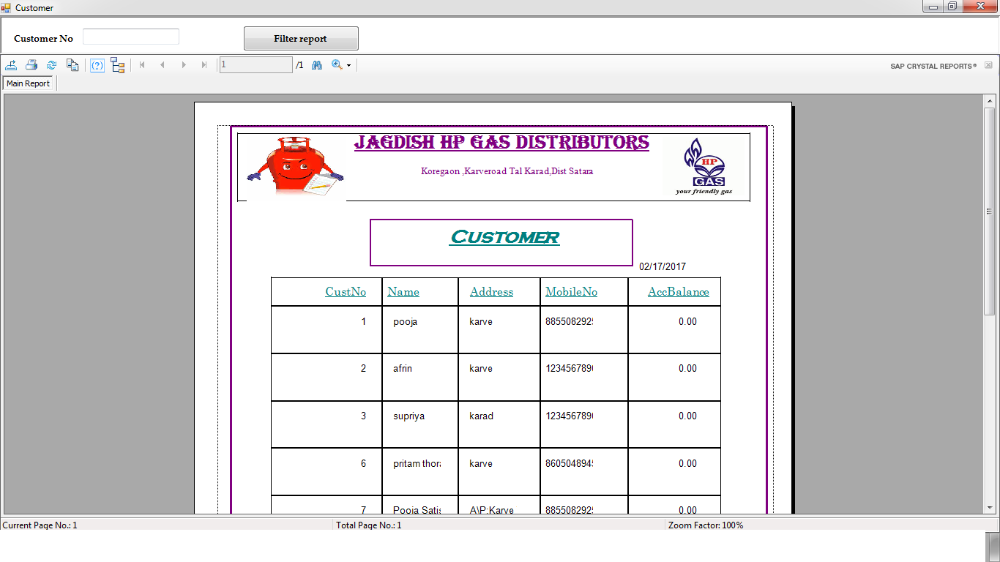 Customer
Customer No
Filter report
1 /1
SAP CRYSTAL REPORTS®
Main Report
JAGDISH HP GAS DISTRIBUTORS
Koregaon ,Karveroad Tal Karad,Dist Satara
HP
GAS
your friendly gas
CUSTOMER
02/17/2017
CustNo Name Address MobileNo AccBalance
1 pooja karve 885508292 0.00
2 afrin karve 123456789 0.00
3 supriya karad 123456789 0.00
6 pritam thor karve 860504894 0.00
7 Pooja Satis A\P:Karve 885508292 0.00
Current Page No.: 1 Total Page No.: 1 Zoom Factor: 100%